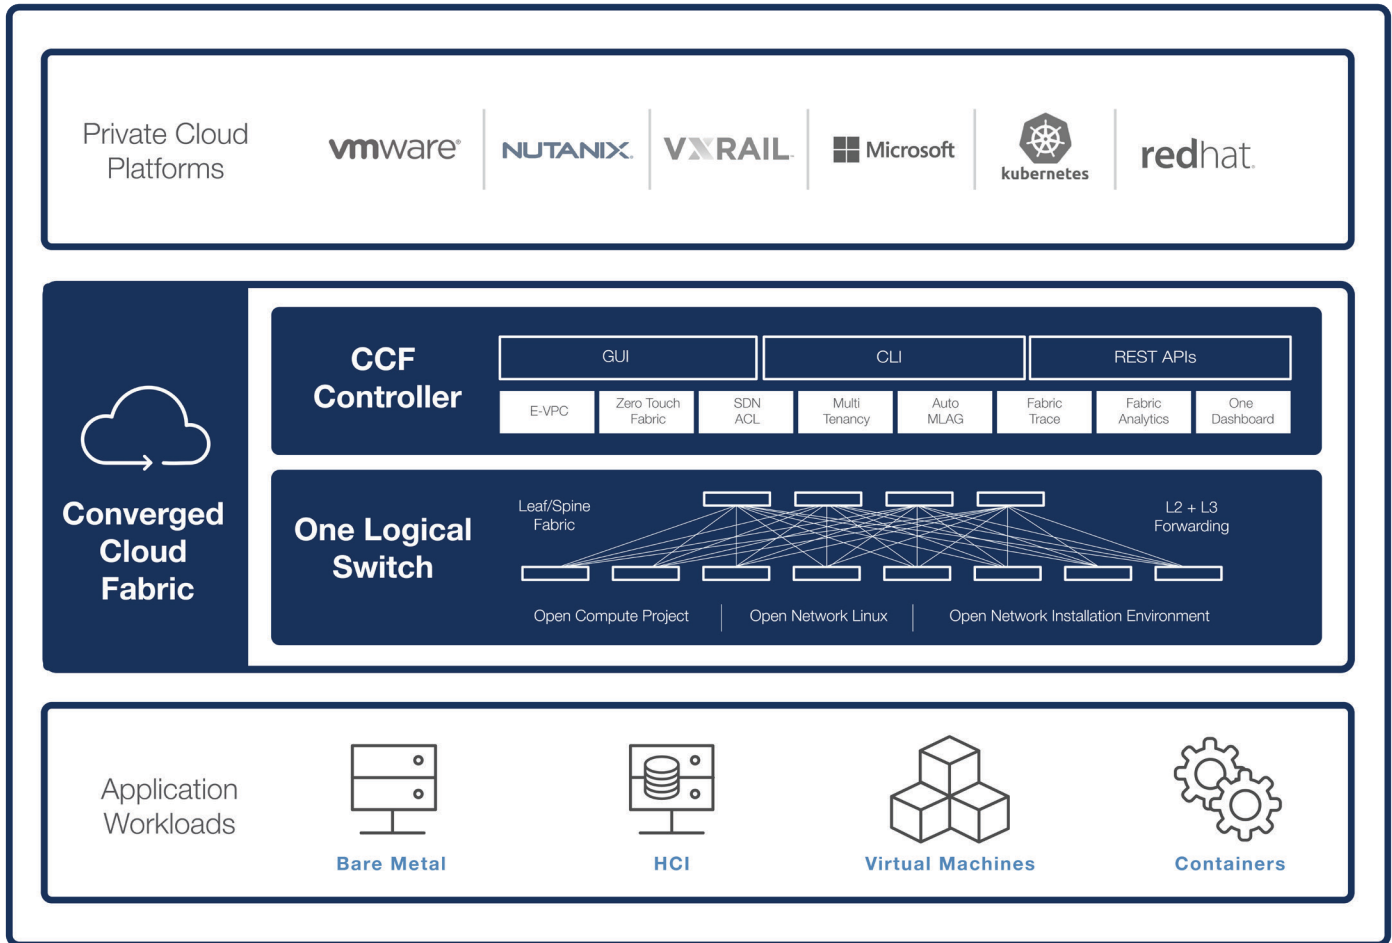 Private Cloud
Platforms
vmware®
NUTANIX.
VXRAIL
Microsoft
kubernetes
redhat.
Converged
Cloud
Fabric
CCF
Controller
GUI
CLI
REST APIs
E-VPC
Zero Touch
Fabric
SDN
ACL
Multi
Tenancy
Auto
MLAG
Fabric
Trace
Fabric
Analytics
One
Dashboard
One Logical
Switch
Leaf/Spine
Fabric
L2 + L3
Forwarding
Open Compute Project
Open Network Linux
Open Network Installation Environment
Application
Workloads
Bare Metal
HCI
Virtual Machines
Containers